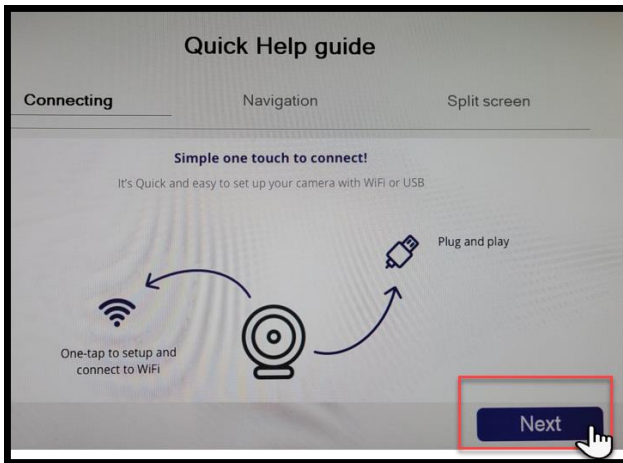 Quick Help guide
Connecting Navigation Split screen
Simple one touch to connect!
It's Quick and easy to set up your camera with WiFi or USB
Plug and play
One-tap to setup and
connect to WiFi
Next